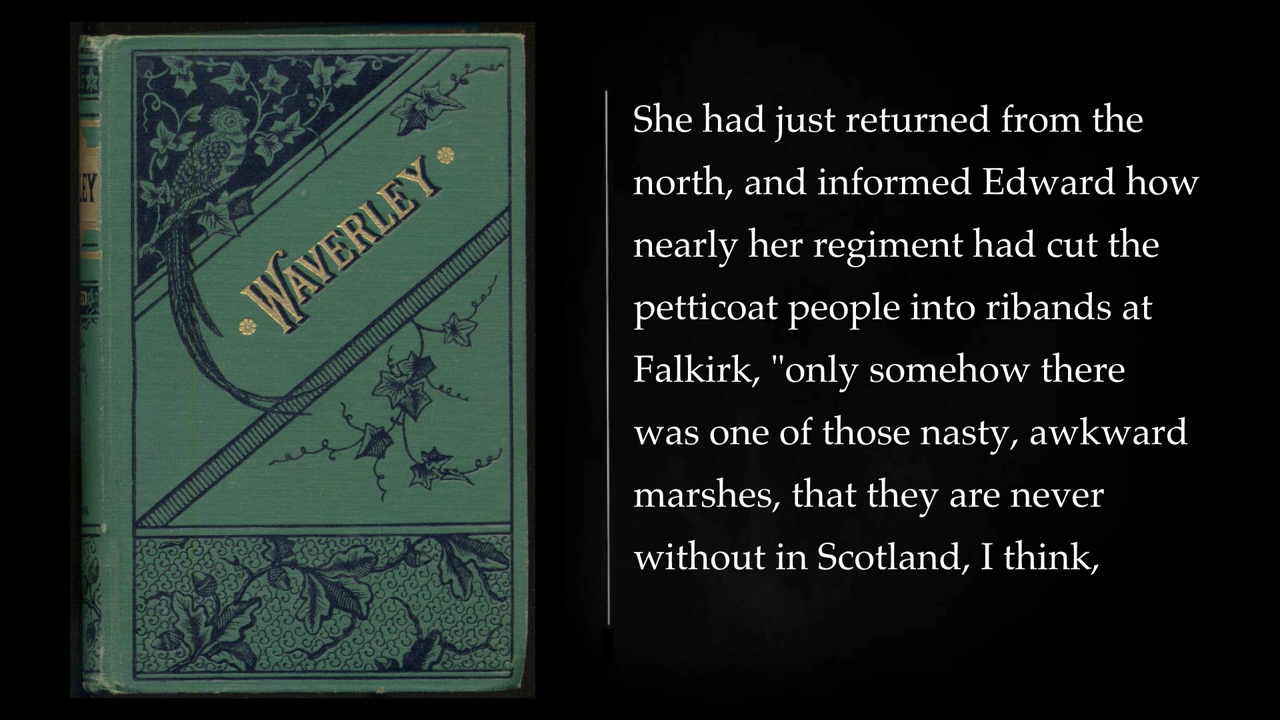 EY
WAVERLEY
She had just returned from the
north, and informed Edward how
nearly her regiment had cut the
petticoat people into ribands at
Falkirk, "only somehow there
was one of those nasty, awkward
marshes, that they are never
without in Scotland, I think,